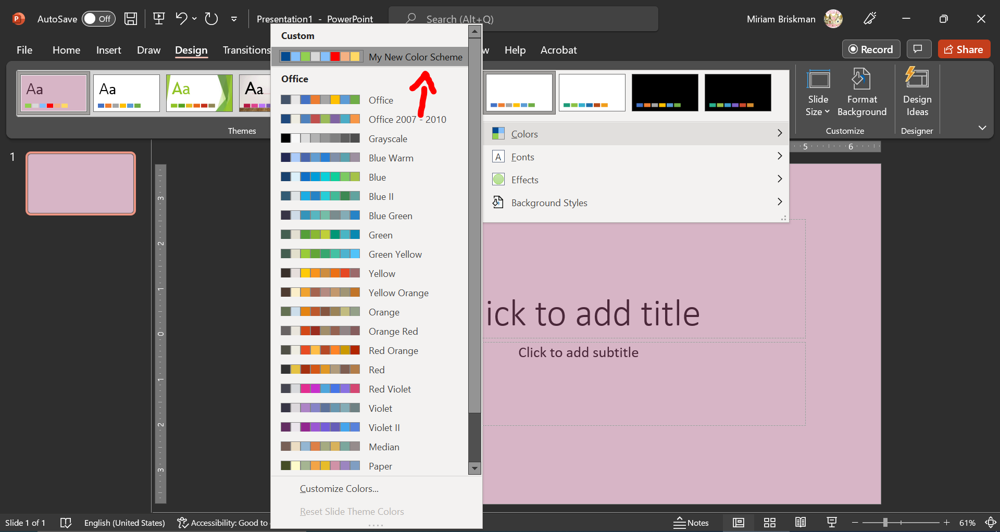 AutoSave Off
Presentation1 - PowerPoint
Search (Alt+Q)
Miriam Briskman
File Home Insert Draw Design Transitions w Help Acrobat
Record
Share
Custom
My New Color Scheme
Office
Office
Office 2007 - 2010
Grayscale
Blue Warm
Blue
Blue II
Blue Green
Green
Green Yellow
Yellow
Yellow Orange
Orange
Orange Red
Red Orange
Red
Red Violet
Violet
Violet II
Median
Paper
Customize Colors...
Reset Slide Theme Colors
Aa Aa Aa Aa
Themes
Colors
Fonts
Effects
Background Styles
Slide
Size
Format
Background
Customize
Design
Ideas
Designer
5 6
1
3
2
1
0
1
2
3
ick to add title
Click to add subtitle
Slide 1 of 1 English (United States) Accessibility: Good to Notes 61%